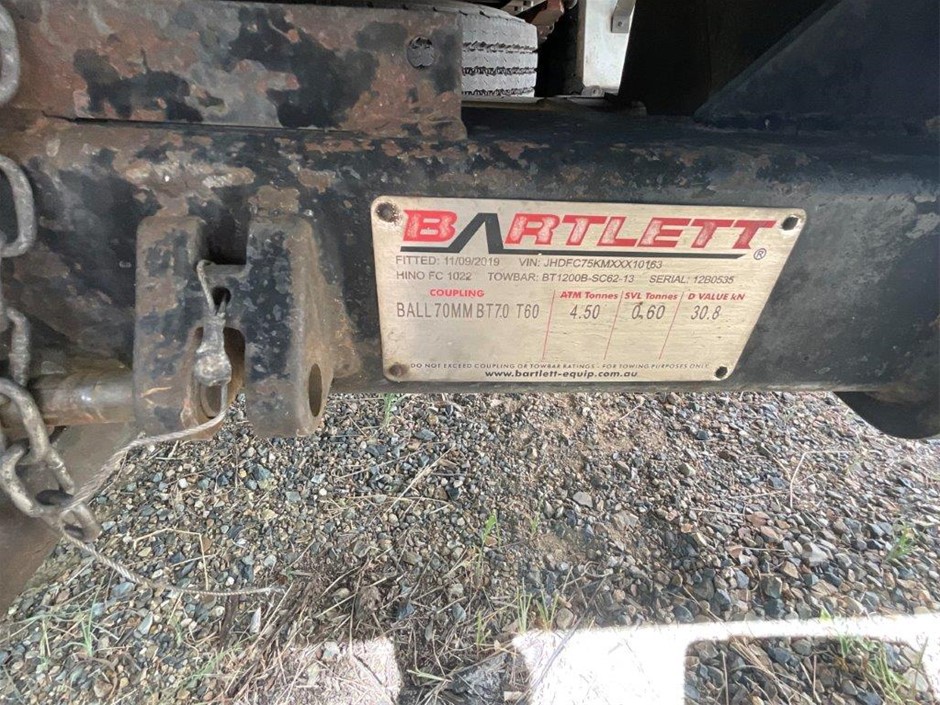 BARTLETT ®
FITTED: 11/09/2019 VIN: JHDFC75KMXXX10163
HINO FC 1022 TOWBAR: BT1200B-SC62-13 SERIAL: 12B0535
COUPLING ATM Tonnes SVL Tonnes D VALUE kN
BALL 70MM BT70 T60 4.50 0.60 30.8
DO NOT EXCEED COUPLING OR TOWBAR RATINGS - FOR TOWING PURPOSES ONLY
www.bartlett-equip.com.au